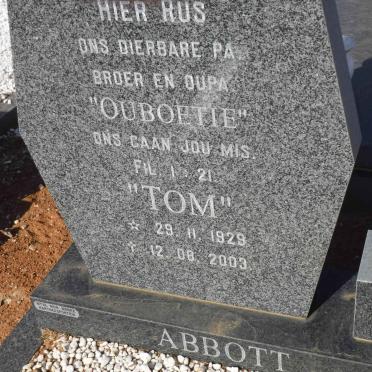 HIER RUS
ONS DIERBARE PA.
BROER EN OUPA.
"OUBOETIE"
ONS GAAN JOU MIS.
FIL 1 : 21
"TOM"
☆ 29. 11. 1929
† 12. 08. 2003.
ABBOTT